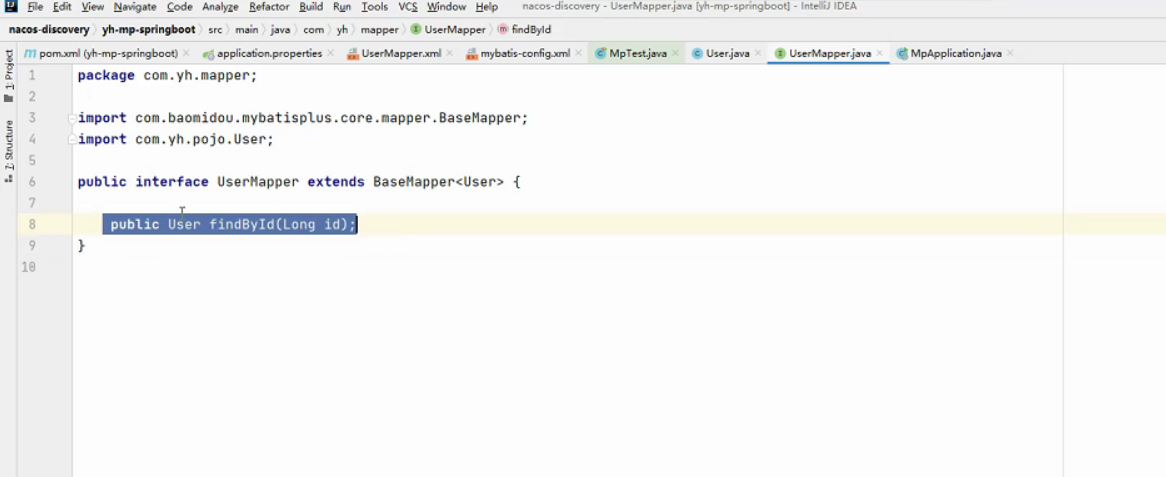 File Edit View Navigate Code Analyze Refactor Build Run Tools VCS Window Help nacos-discovery - UserMapper.java [yh-mp-springboot] - IntelliJ IDEA
nacos-discovery yh-mp-springboot src main java com yh mapper UserMapper findById
pom.xml (yh-mp-springboot) application.properties UserMapper.xml mybatis-config.xml MpTest.java User.java UserMapper.java MpApplication.java
1: Project
7: Structure
1 package com.yh.mapper;
2
3 import com.baomidou.mybatisplus.core.mapper.BaseMapper;
4 import com.yh.pojo.User;
5
6 public interface UserMapper extends BaseMapper<User> {
7
8 public User findById(Long id);
9 }
10